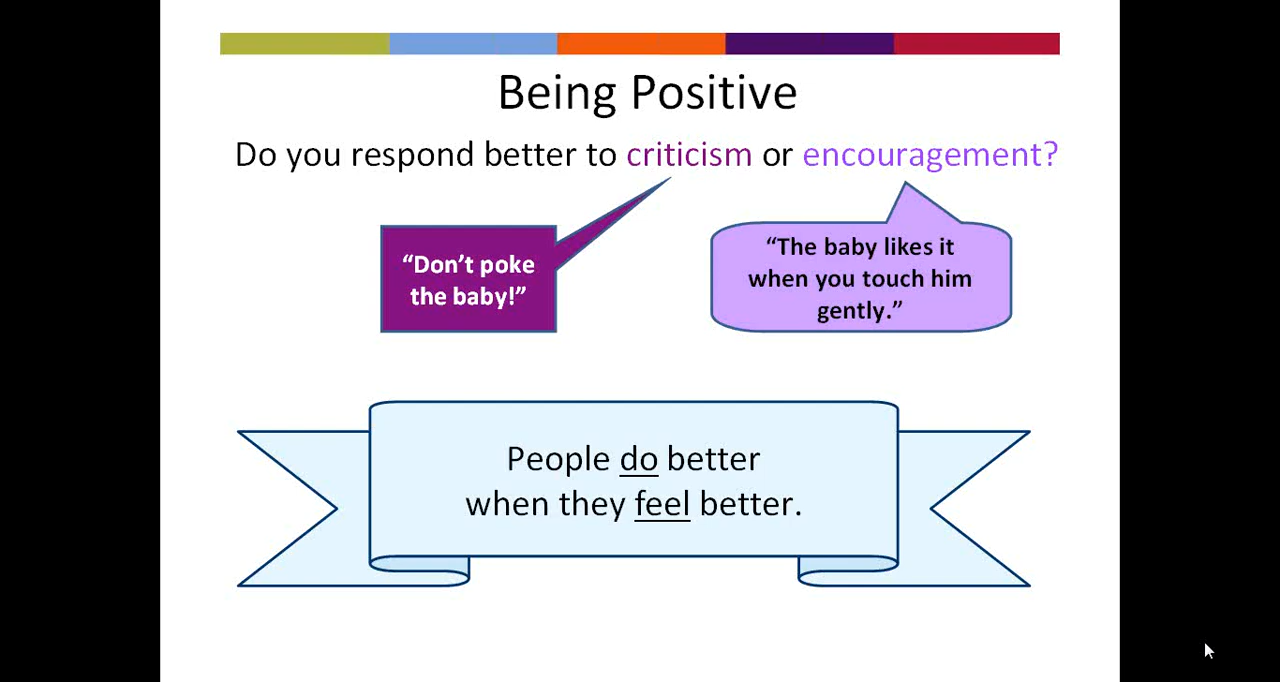 Being Positive
Do you respond better to criticism or encouragement?
“Don’t poke
the baby!”
“The baby likes it
when you touch him
gently.”
People do better
when they feel better.